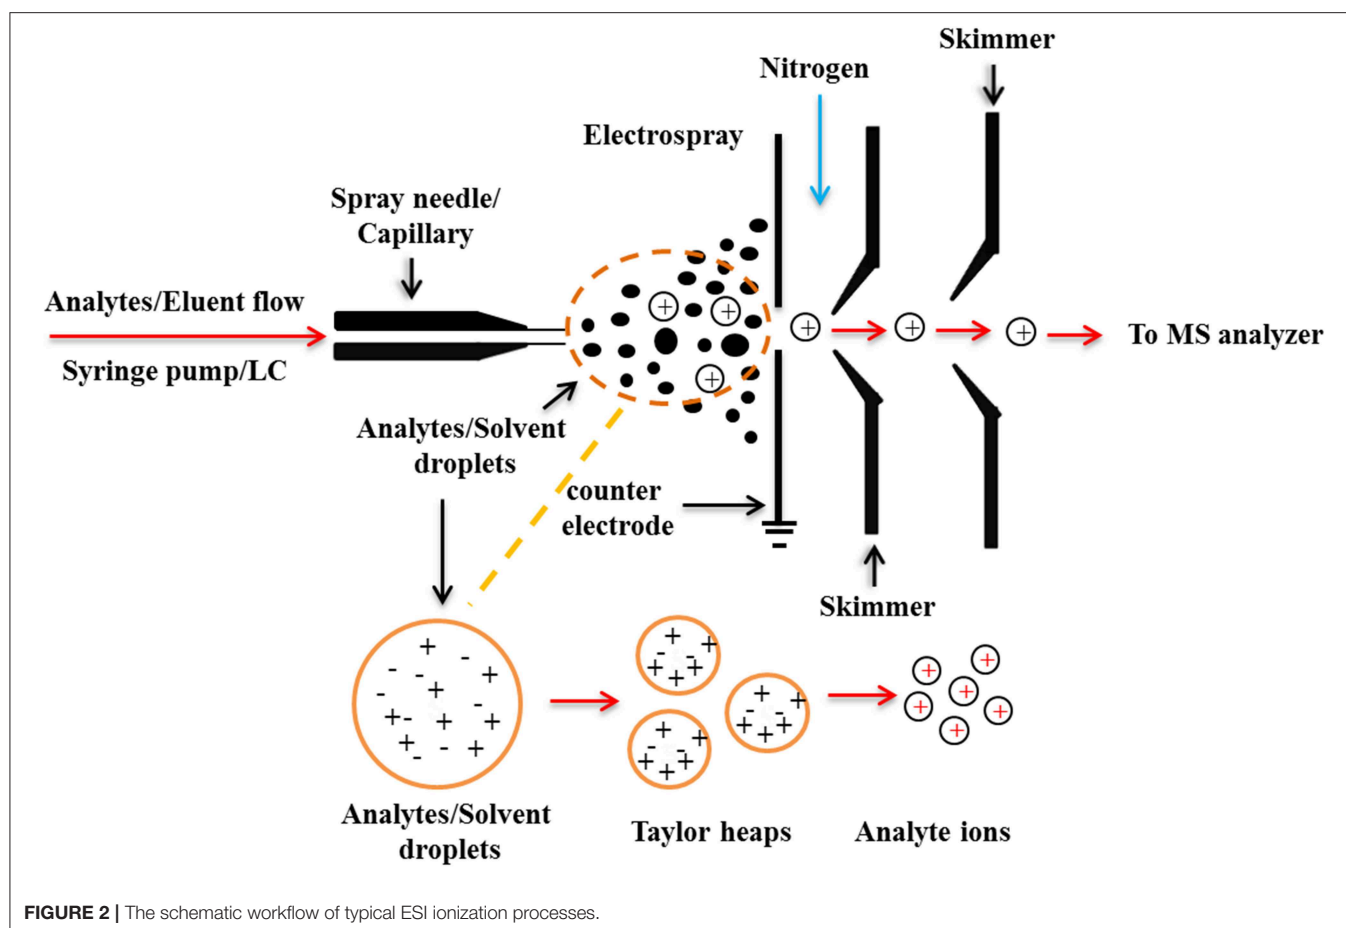 Skimmer
Nitrogen
Electrospray
Spray needle/
Capillary
Analytes/Eluent flow
Syringe pump/LC
To MS analyzer
Analytes/Solvent
droplets
counter
electrode
Skimmer
Analytes/Solvent
droplets
Taylor heaps
Analyte ions
FIGURE 2 | The schematic workflow of typical ESI ionization processes.